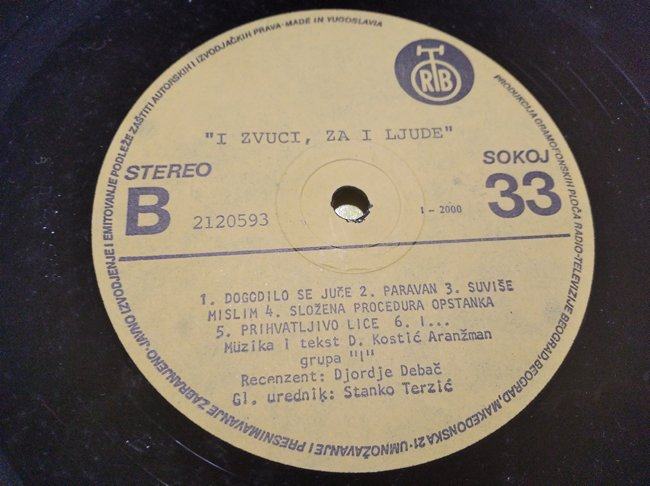 PRODUKCIJA GRAMOFONSKIH PLOČA RADIO-TELEVIZIJE BEOGRAD, BEOGRAD, MAKEDONSKA 21 · UMNOŽAVANJE I PRESNIMAVANJE ZABRANJENO · JAVNO IZVODJENJE I EMITOVANJE PODLEŽE ZAŠTITI AUTORSKIH I IZVODJAČKIH PRAVA · MADE IN YUGOSLAVIA
RTB
"I ZVUCI, ZA I LJUDE"
STEREO
B
2120593
SOKOJ
33
1 - 2000
1. DOGODILO SE JUČE 2. PARAVAN 3. SUVIŠE
MISLIM 4. SLOŽENA PROCEDURA OPSTANKA
5. PRIHVATLJIVO LICE 6. I...
Muzika i tekst D. Kostić Aranžman
grupa "I"
Recenzent: Djordje Debač
Gl. urednik: Stanko Terzić